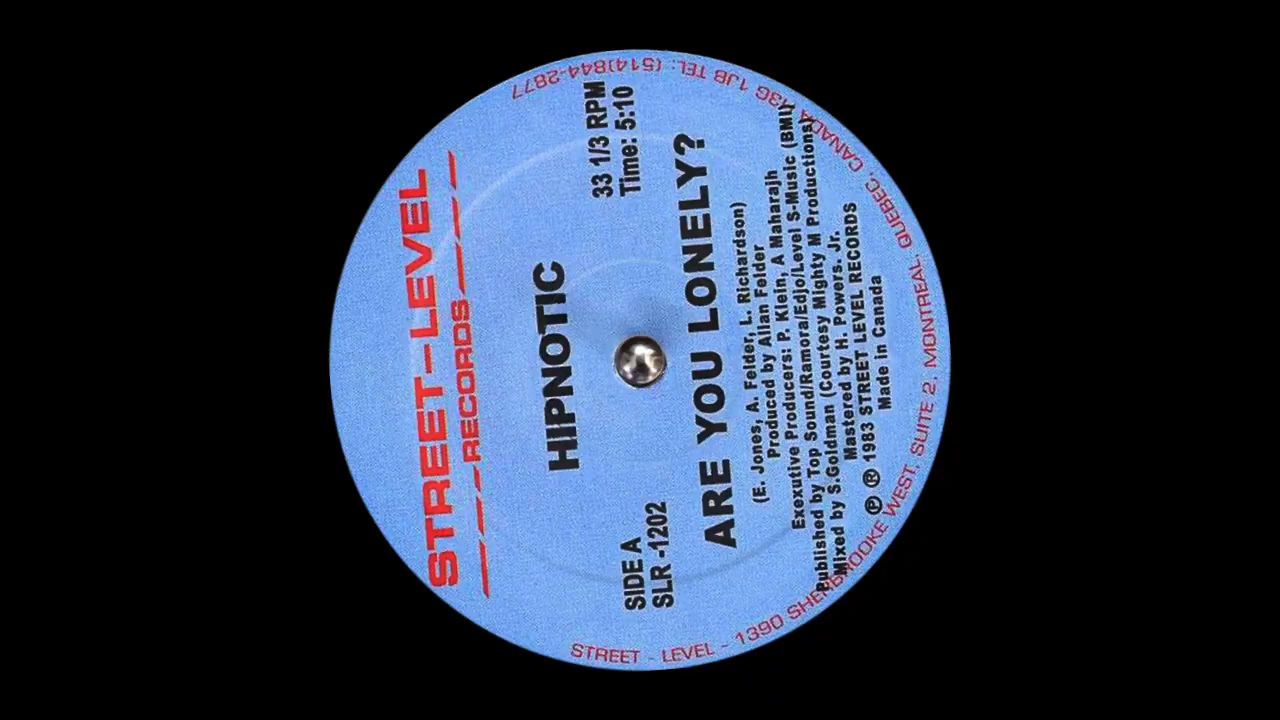 STREET-LEVEL
RECORDS
HIPNOTIC
33 1/3 RPM
Time: 5:10
SIDE A
SLR -1202
ARE YOU LONELY?
(E. Jones, A. Felder, L. Richardson)
Produced by Allan Felder
Exexutive Producers: P. Klein, A Maharajh
Published by Top Sound/Ramora/Edjo/Level S-Music (BMI)
Mixed by S.Goldman (Courtesy Mighty M Productions)
Mastered by H. Powers. Jr.
℗ ® 1983 STREET LEVEL RECORDS
Made in Canada
STREET - LEVEL - 1390 SHERBROOKE WEST, SUITE 2, MONTREAL, QUEBEC, CANADA H3G 1J8 TEL: (514)844-2877